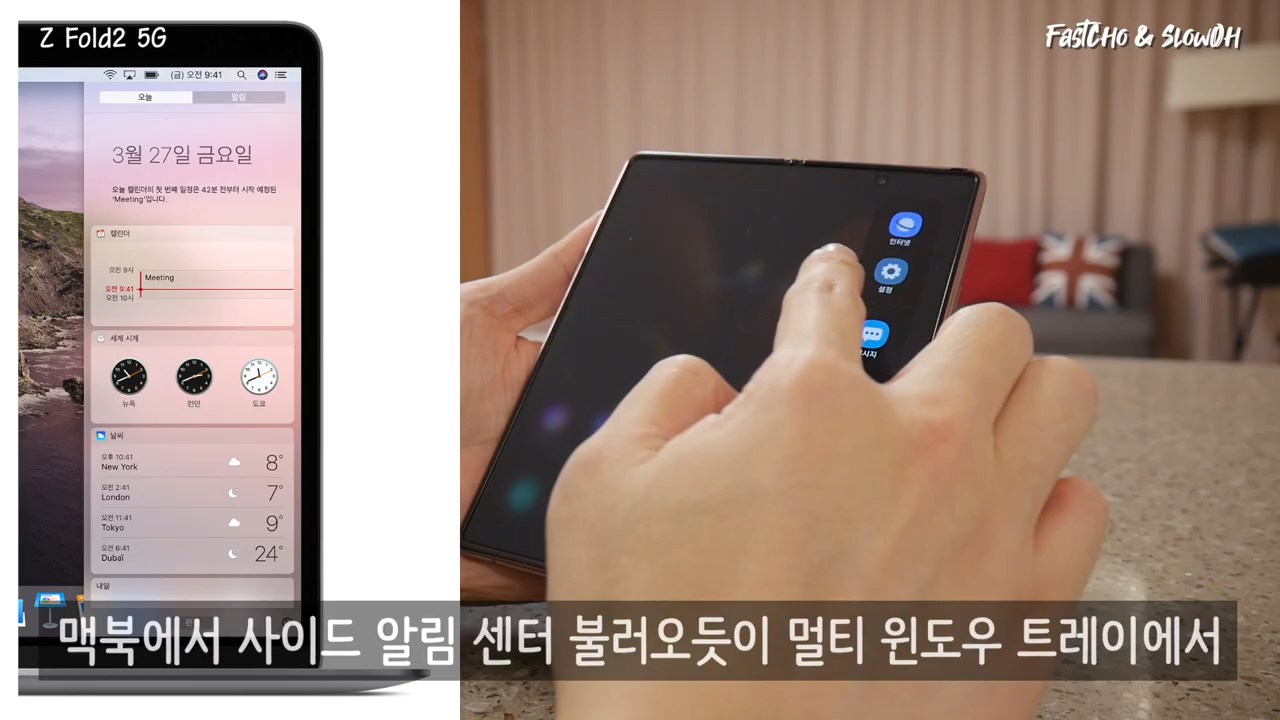 Z Fold2 5G
FastCho & SlowOh
(금) 오전 9:41
오늘
알림
3월 27일 금요일
오늘 캘린더의 첫 번째 일정은 42분 전부터 시작 예정된
'Meeting'입니다.
캘린더
오전 9시
Meeting
오전 9:41
오전 10시
세계 시계
뉴욕
런던
도쿄
날씨
오후 10:41
New York
8°
오전 2:41
London
7°
오전 11:41
Tokyo
9°
오전 6:41
Dubai
24°
내일
인터넷
설정
맥북에서 사이드 알림 센터 불러오듯이 멀티 윈도우 트레이에서